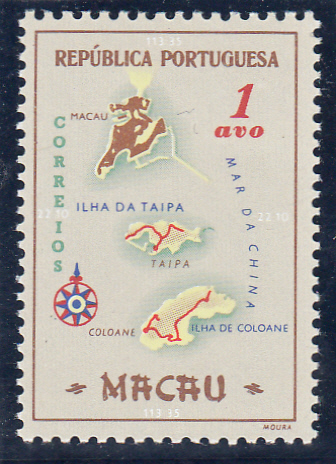 113 35
REPÚBLICA PORTUGUESA
1
avo
MACAU
CORREIOS
MAR DA CHINA
ILHA DA TAIPA
22 10
22 10
TAIPA
COLOANE
ILHA DE COLOANE
MACAU
113 35
MOURA